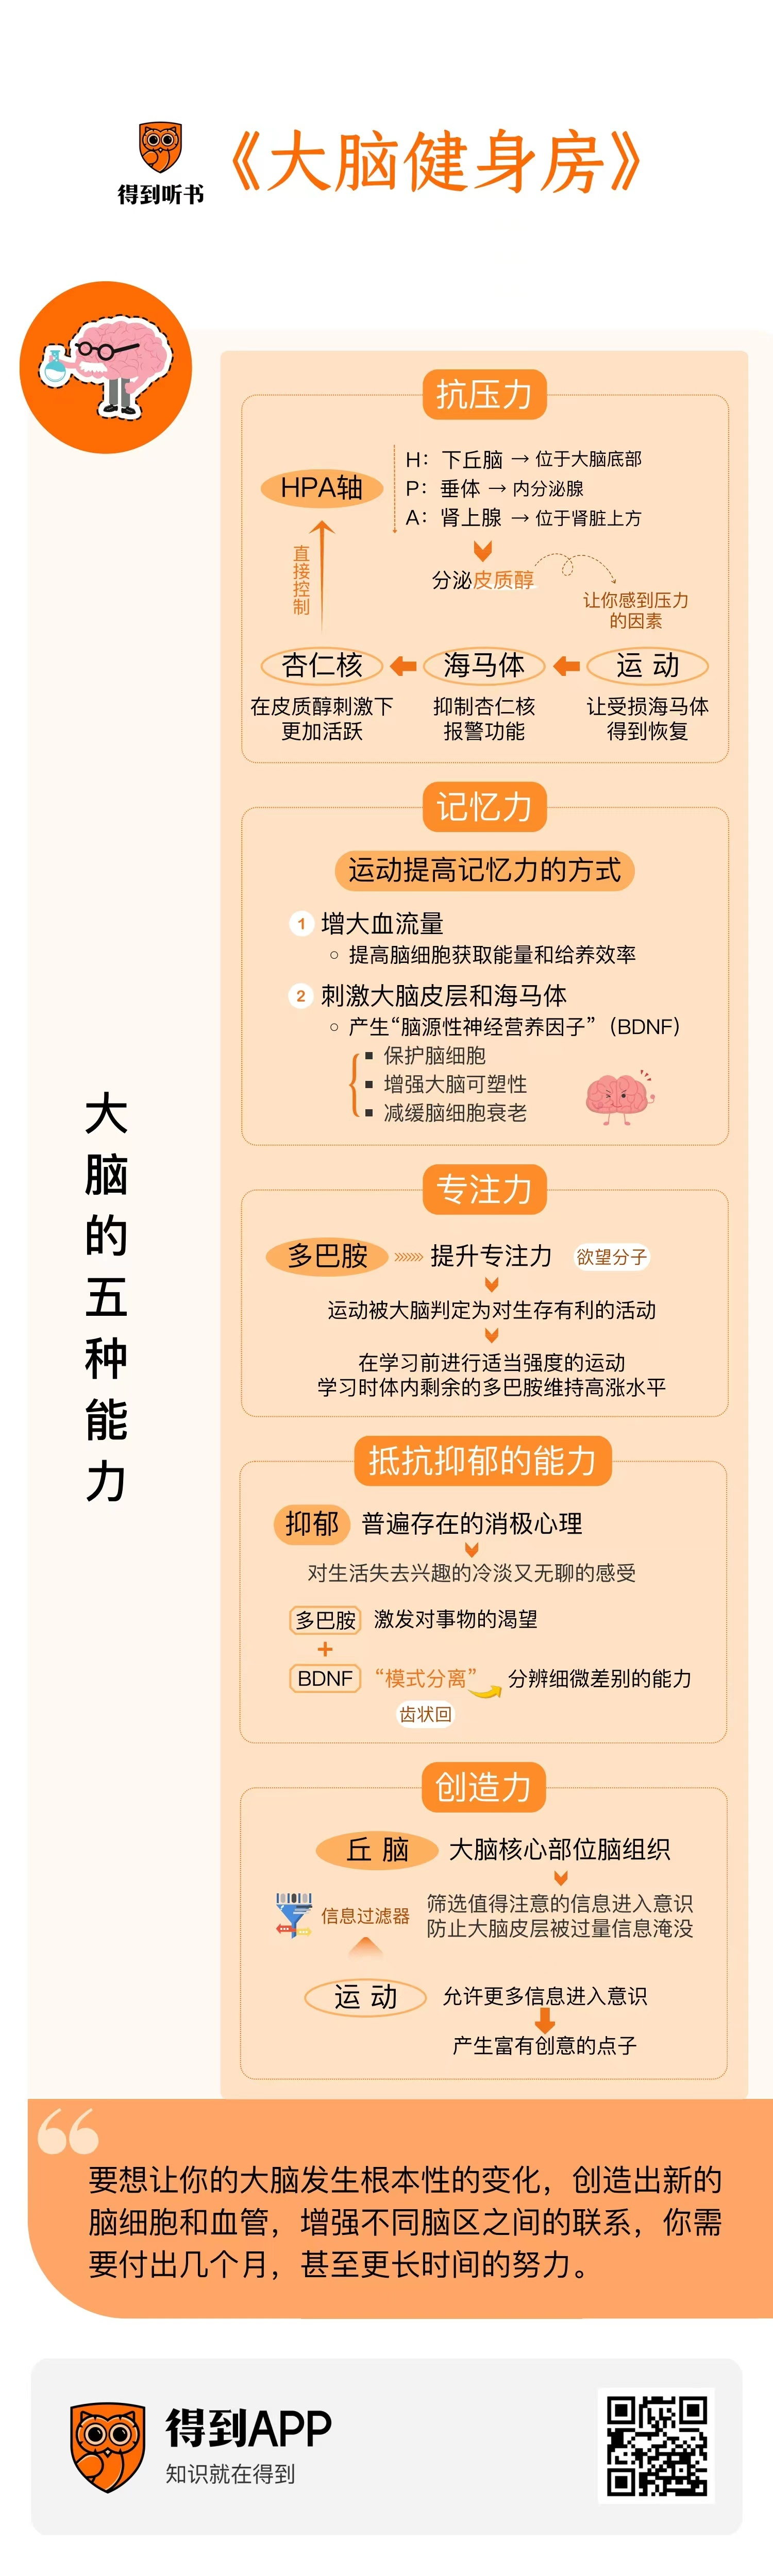 得到听书
《大脑健身房》
大脑的五种能力
抗压力
HPA轴
H：下丘脑 → 位于大脑底部
P：垂体 → 内分泌腺
A：肾上腺 → 位于肾脏上方
分泌皮质醇
让你感到压力
的因素
直接控制
杏仁核
海马体
运 动
在皮质醇刺激下
更加活跃
抑制杏仁核
报警功能
让受损海马体
得到恢复
记忆力
运动提高记忆力的方式
1 增大血流量
提高脑细胞获取能量和给养效率
2 刺激大脑皮层和海马体
产生“脑源性神经营养因子”（BDNF）
保护脑细胞
增强大脑可塑性
减缓脑细胞衰老
专注力
多巴胺 提升专注力 欲望分子
运动被大脑判定为对生存有利的活动
在学习前进行适当强度的运动
学习时体内剩余的多巴胺维持高涨水平
抵抗抑郁的能力
抑郁 普遍存在的消极心理
对生活失去兴趣的冷淡又无聊的感受
多巴胺 激发对事物的渴望
+
BDNF “模式分离” 分辨细微差别的能力
齿状回
创造力
丘 脑 大脑核心部位脑组织
信息过滤器
筛选值得注意的信息进入意识
防止大脑皮层被过量信息淹没
运 动 允许更多信息进入意识
产生富有创意的点子
要想让你的大脑发生根本性的变化，创造出新的
脑细胞和血管，增强不同脑区之间的联系，你需
要付出几个月，甚至更长时间的努力。
得到APP
知识就在得到